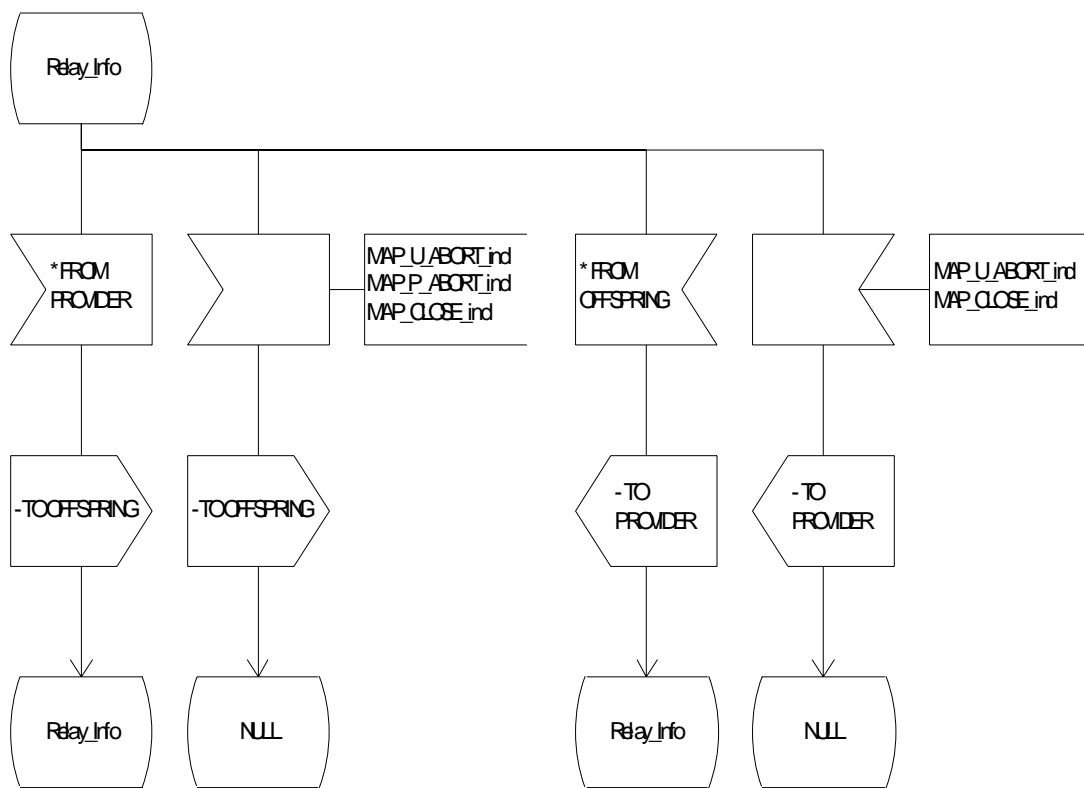 Relay_Info
*FROM
PROVIDER
MAP_U_ABORT_ind
MAP_P_ABORT_ind
MAP_CLOSE_ind
*FROM
OFFSPRING
MAP_U_ABORT_ind
MAP_CLOSE_ind
-TO OFFSPRING
-TO OFFSPRING
-TO
PROVIDER
-TO
PROVIDER
Relay_Info
NULL
Relay_Info
NULL